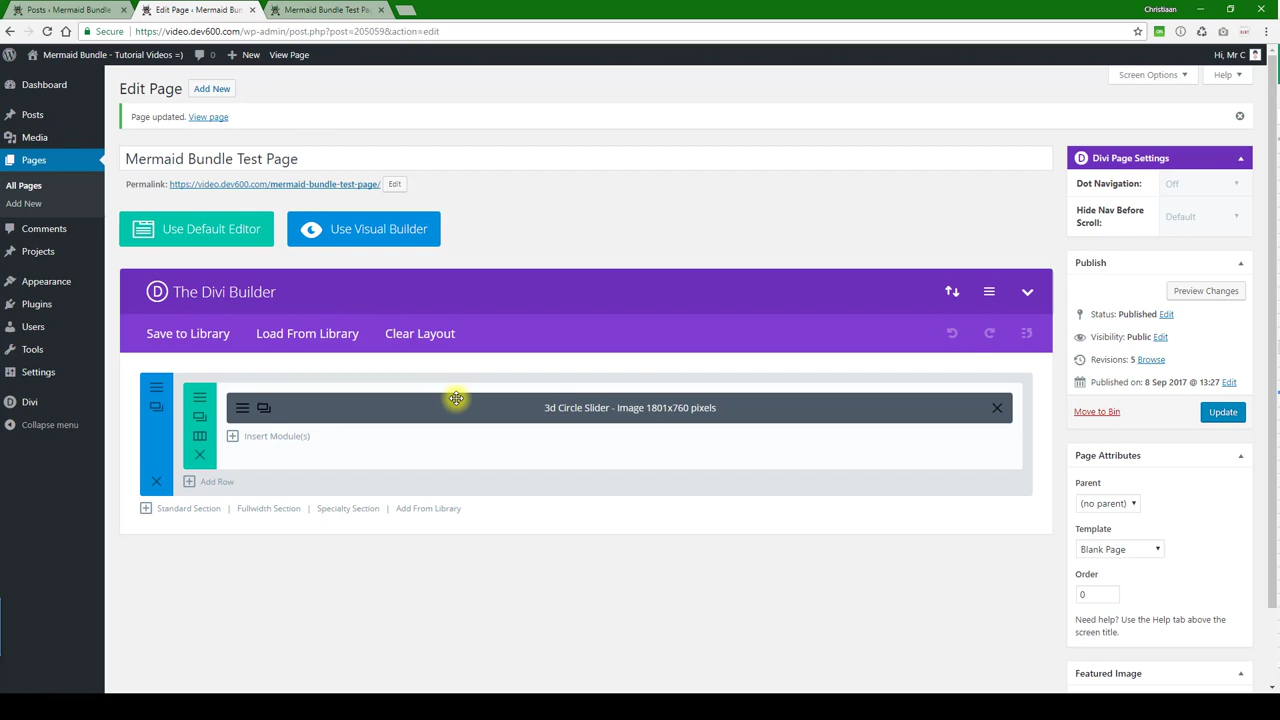 Posts ‹ Mermaid Bundle
Edit Page ‹ Mermaid Bun
Mermaid Bundle Test Pa
Christiaan
Secure
https://video.dev600.com/wp-admin/post.php?post=205059&action=edit
Mermaid Bundle - Tutorial Videos =)
0
New
View Page
Hi, Mr C
Dashboard
Posts
Media
Pages
All Pages
Add New
Comments
Projects
Appearance
Plugins
Users
Tools
Settings
Divi
Collapse menu
Screen Options
Help
Edit Page
Add New
Page updated. View page
Mermaid Bundle Test Page
Permalink: https://video.dev600.com/mermaid-bundle-test-page/ Edit
Use Default Editor
Use Visual Builder
D The Divi Builder
Save to Library
Load From Library
Clear Layout
3d Circle Slider - Image 1801x760 pixels
Insert Module(s)
Add Row
Standard Section | Fullwidth Section | Specialty Section | Add From Library
D Divi Page Settings
Dot Navigation: Off
Hide Nav Before Scroll: Default
Publish
Preview Changes
Status: Published Edit
Visibility: Public Edit
Revisions: 5 Browse
Published on: 8 Sep 2017 @ 13:27 Edit
Move to Bin
Update
Page Attributes
Parent
(no parent)
Template
Blank Page
Order
0
Need help? Use the Help tab above the
screen title.
Featured Image